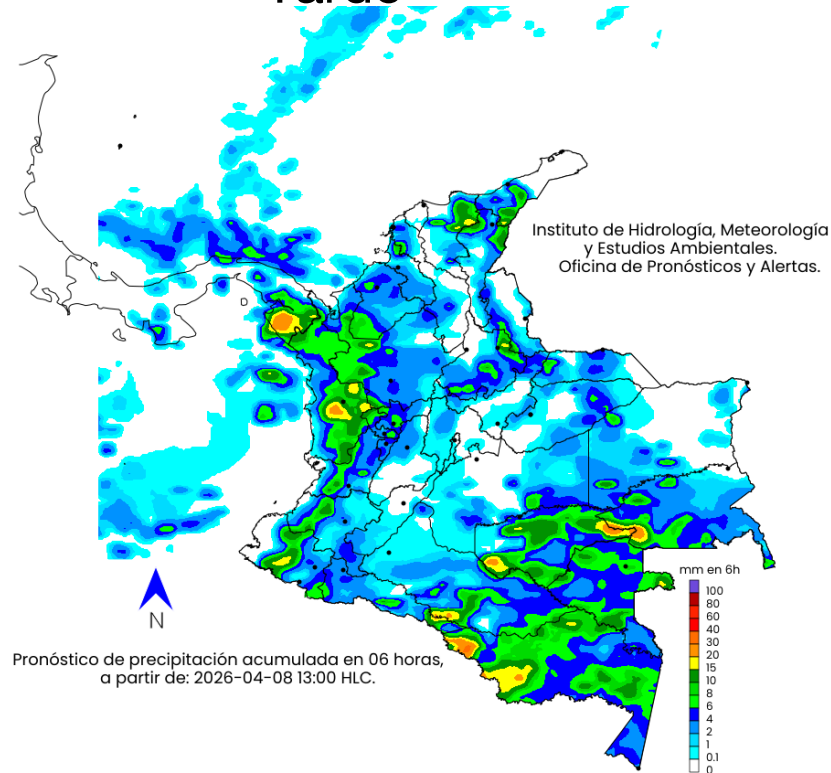 Tarde
Instituto de Hidrología, Meteorología
y Estudios Ambientales.
Oficina de Pronósticos y Alertas.
mm en 6h
100
80
60
40
30
20
15
10
8
6
4
2
1
0.1
0
N
Pronóstico de precipitación acumulada en 06 horas,
a partir de: 2026-04-08 13:00 HLC.